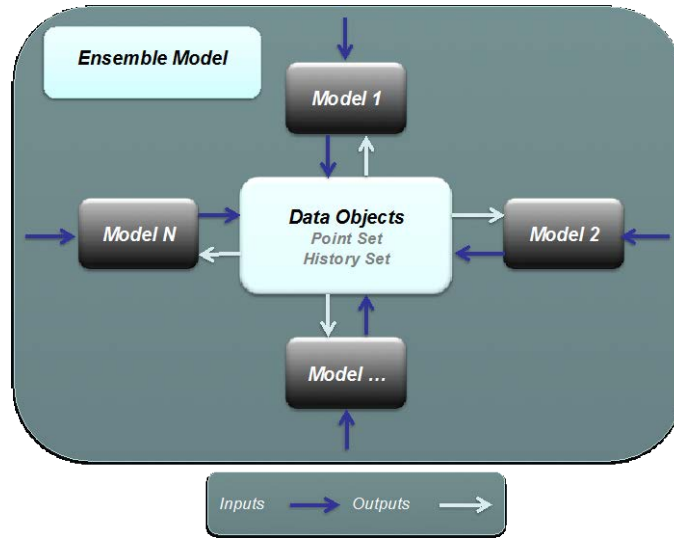 Ensemble Model
Model 1
Model N
Data Objects
Point Set
History Set
Model 2
Model ...
Inputs
Outputs